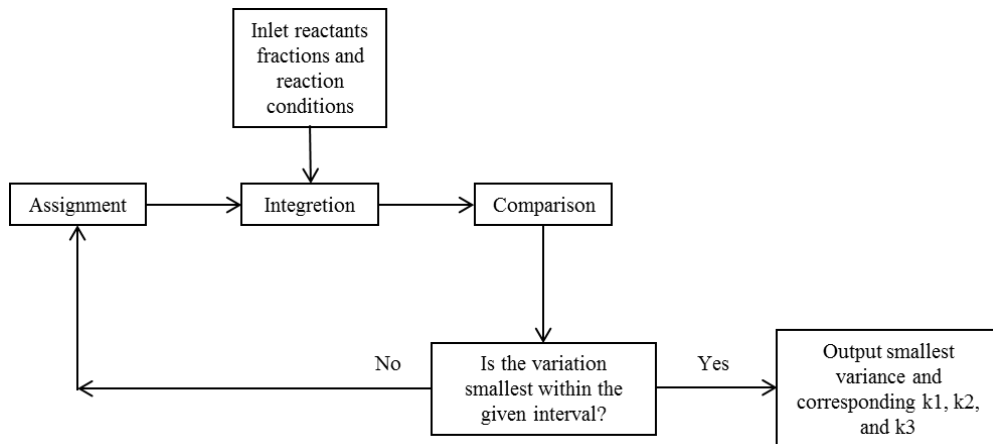 Inlet reactants
fractions and
reaction
conditions
Assignment
Integretion
Comparison
No
Is the variation
smallest within the
given interval?
Yes
Output smallest
variance and
corresponding k1, k2,
and k3